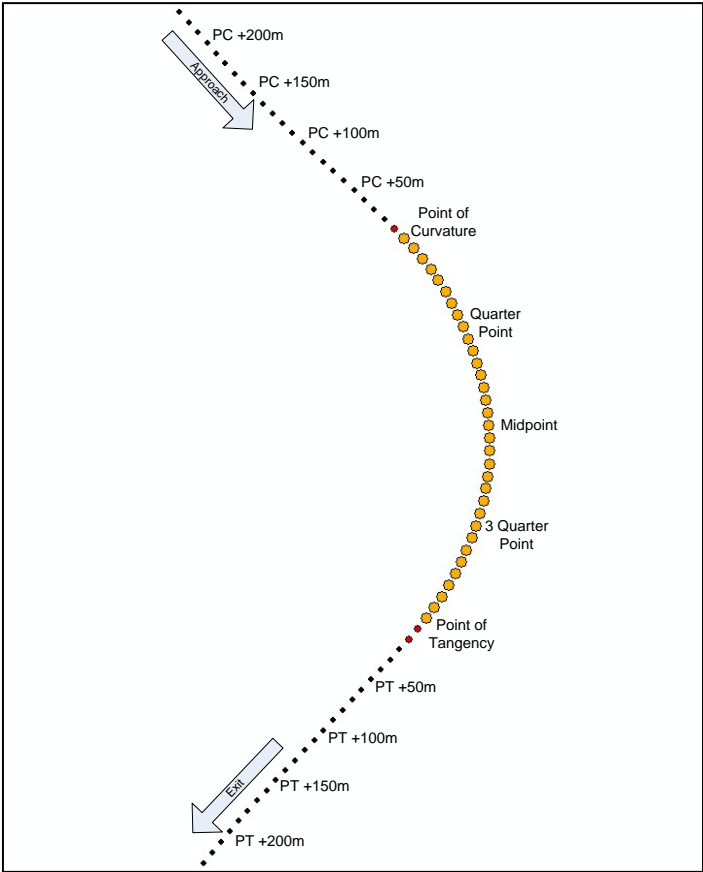 PC +200m
Approach
PC +150m
PC +100m
PC +50m
Point of
Curvature
Quarter
Point
Midpoint
3 Quarter
Point
Point of
Tangency
PT +50m
PT +100m
PT +150m
Exit
PT +200m